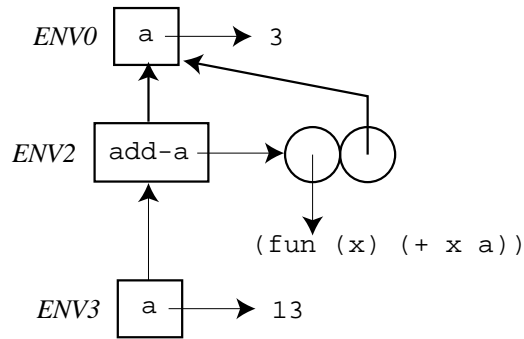 ENV0 a 3
ENV2 add-a
(fun (x) (+ x a))
ENV3 a 13